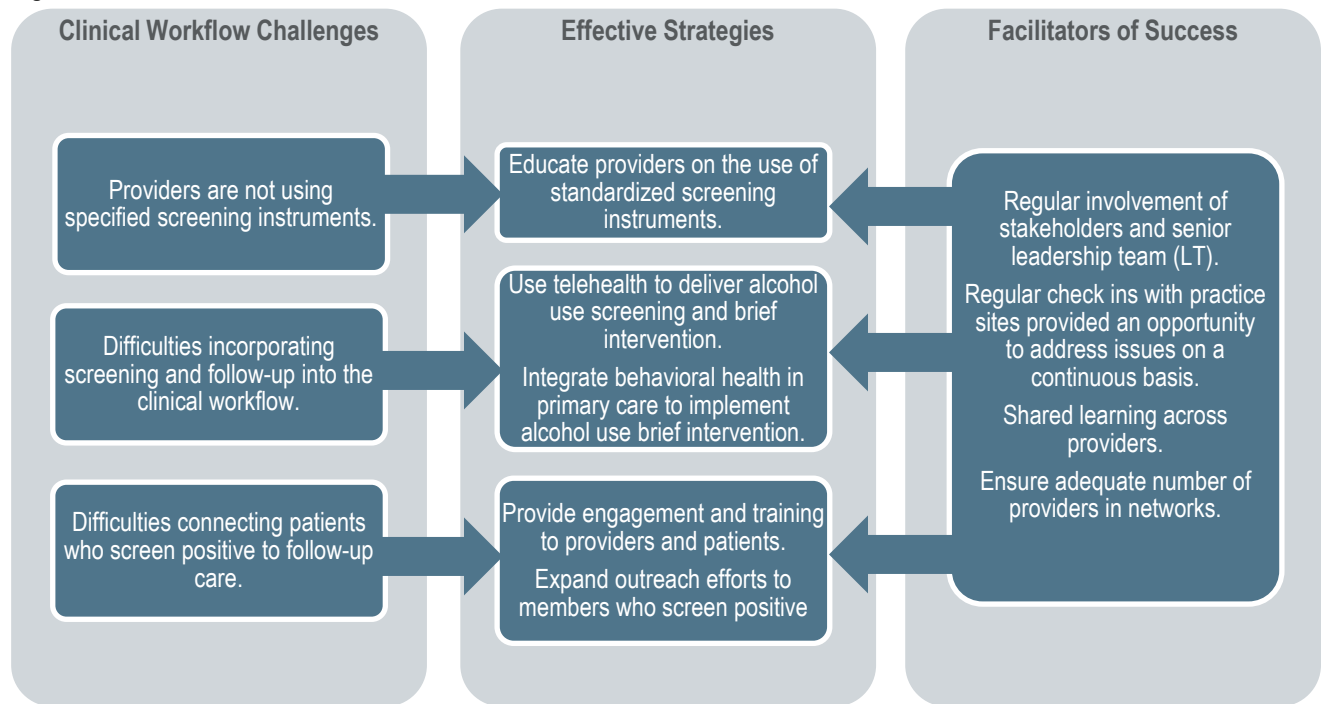 Clinical Workflow Challenges
Providers are not using
specified screening instruments.
Difficulties incorporating
screening and follow-up into the
clinical workflow.
Difficulties connecting patients
who screen positive to follow-up
care.
Effective Strategies
Educate providers on the use of
standardized screening
instruments.
Use telehealth to deliver alcohol
use screening and brief
intervention.
Integrate behavioral health in
primary care to implement
alcohol use brief intervention.
Provide engagement and training
to providers and patients.
Expand outreach efforts to
members who screen positive
Facilitators of Success
Regular involvement of
stakeholders and senior
leadership team (LT).
Regular check ins with practice
sites provided an opportunity
to address issues on a
continuous basis.
Shared learning across
providers.
Ensure adequate number of
providers in networks.